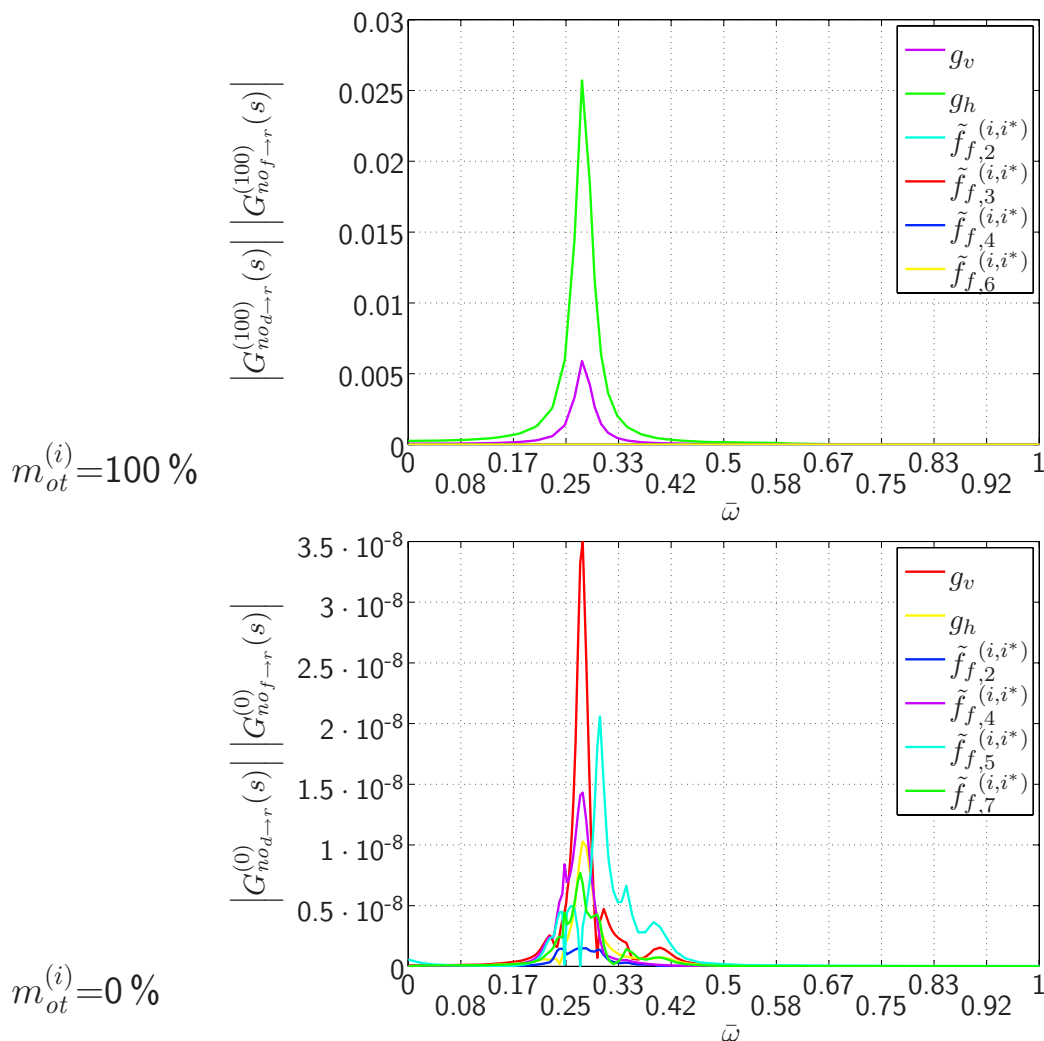 0.03
0.025
0.02
0.015
0.01
0.005
0
|G_{no_{d→r}}^{(100)}(s)| |G_{no_{f→r}}^{(100)}(s)|
g_v
g_h
f̃_{f,2}^{(i,i*)}
f̃_{f,3}^{(i,i*)}
f̃_{f,4}^{(i,i*)}
f̃_{f,6}^{(i,i*)}
m_{ot}^{(i)}=100 %
0 0.17 0.33 0.5 0.67 0.83 1
0.08 0.25 0.42 0.58 0.75 0.92
ω̄
3.5 · 10^{-8}
3 · 10^{-8}
2.5 · 10^{-8}
2 · 10^{-8}
1.5 · 10^{-8}
1 · 10^{-8}
0.5 · 10^{-8}
0
|G_{no_{d→r}}^{(0)}(s)| |G_{no_{f→r}}^{(0)}(s)|
g_v
g_h
f̃_{f,2}^{(i,i*)}
f̃_{f,4}^{(i,i*)}
f̃_{f,5}^{(i,i*)}
f̃_{f,7}^{(i,i*)}
m_{ot}^{(i)}=0 %
0 0.17 0.33 0.5 0.67 0.83 1
0.08 0.25 0.42 0.58 0.75 0.92
ω̄